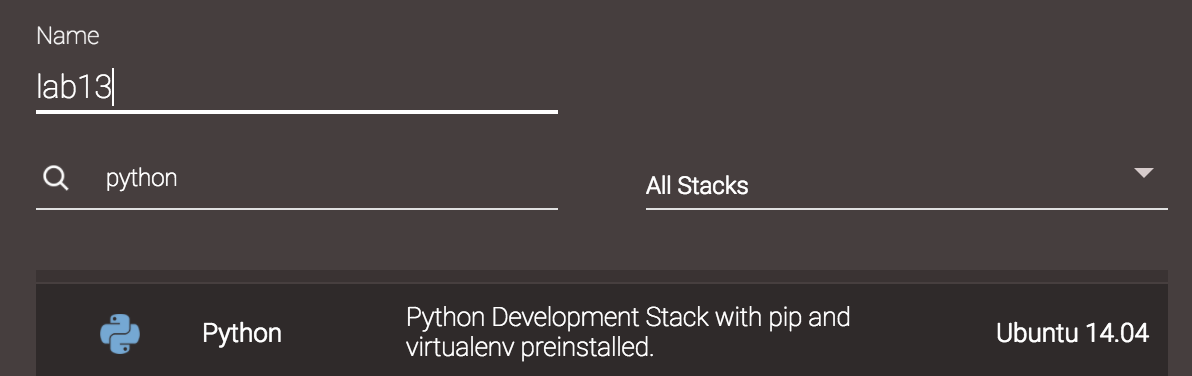 Name
lab13
python
All Stacks
Python
Python Development Stack with pip and
virtualenv preinstalled.
Ubuntu 14.04